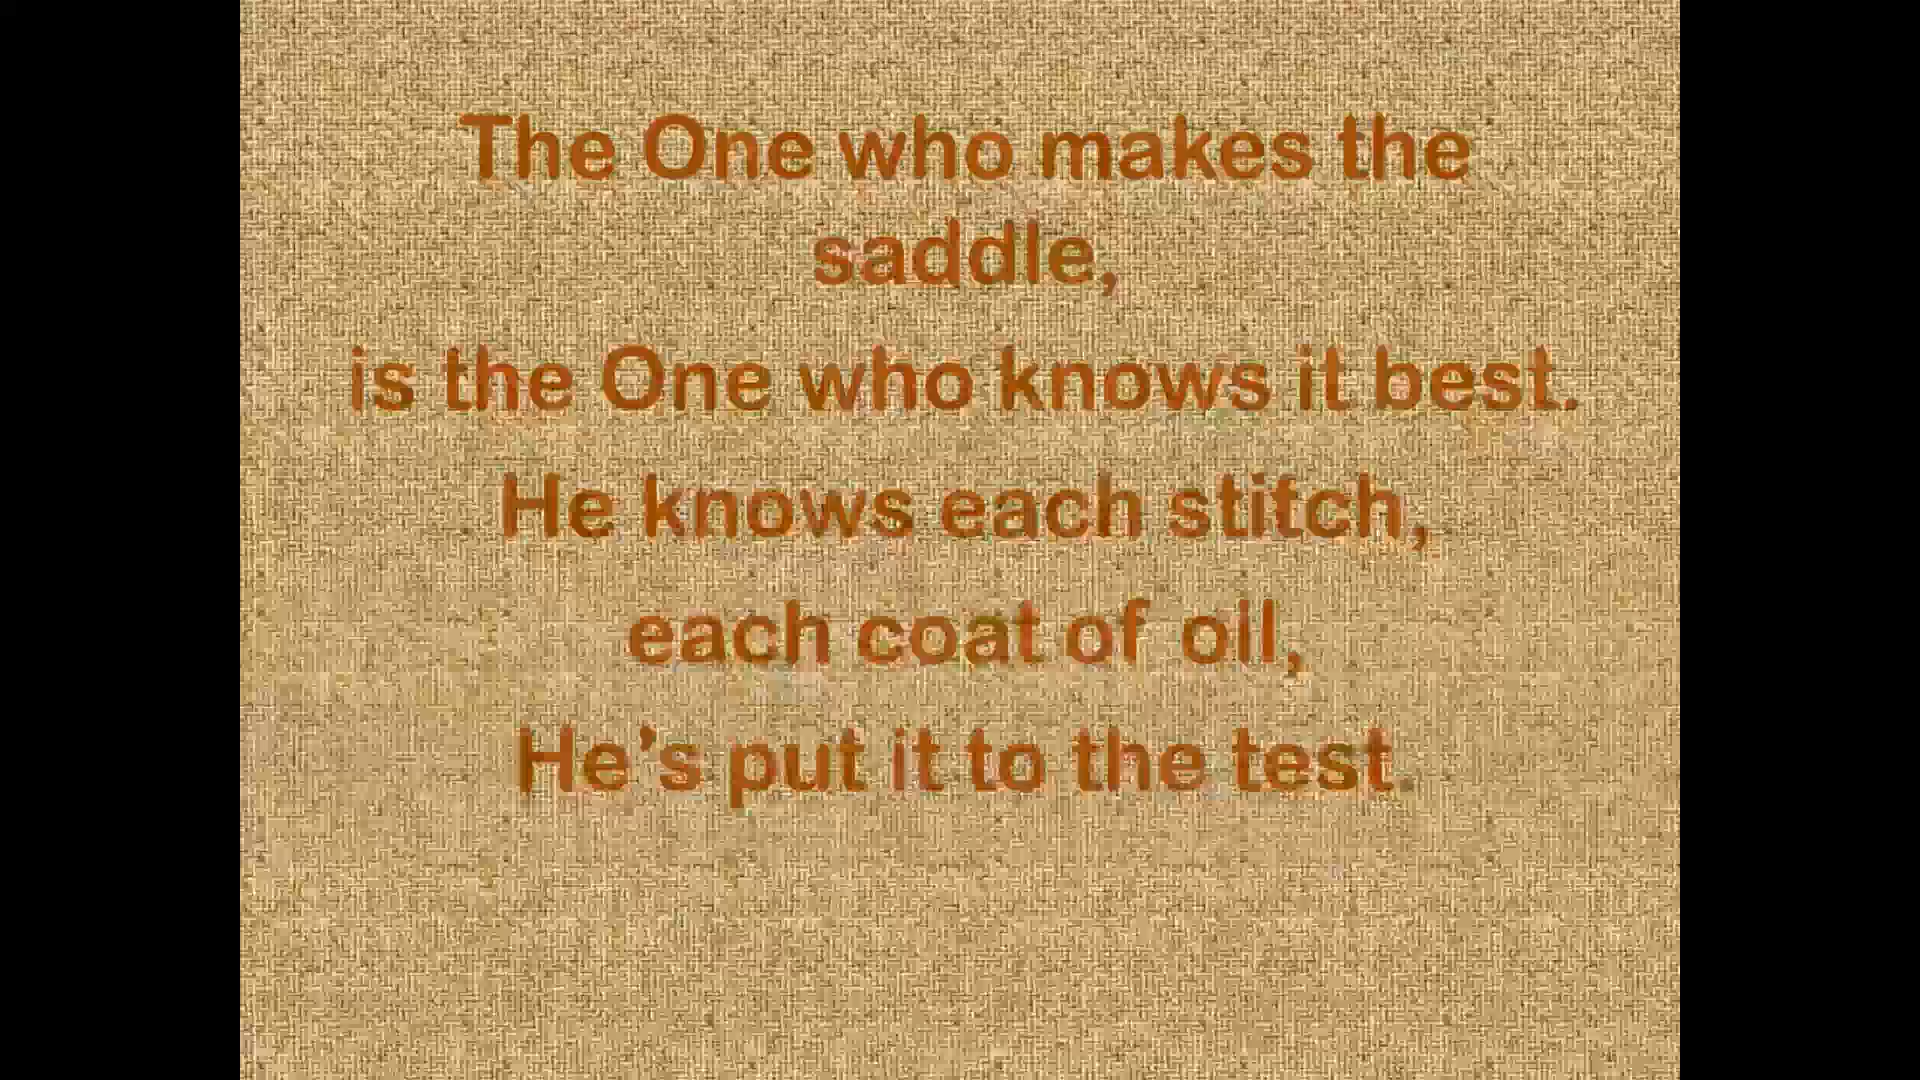 The One who makes the
saddle,
is the One who knows it best.
He knows each stitch,
each coat of oil,
He's put it to the test.